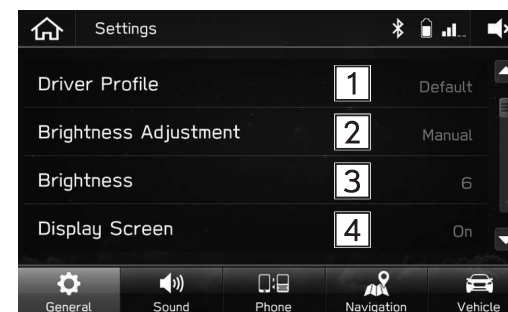 Settings
Driver Profile 1 Default
Brightness Adjustment 2 Manual
Brightness 3 6
Display Screen 4 On
General Sound Phone Navigation Vehicle